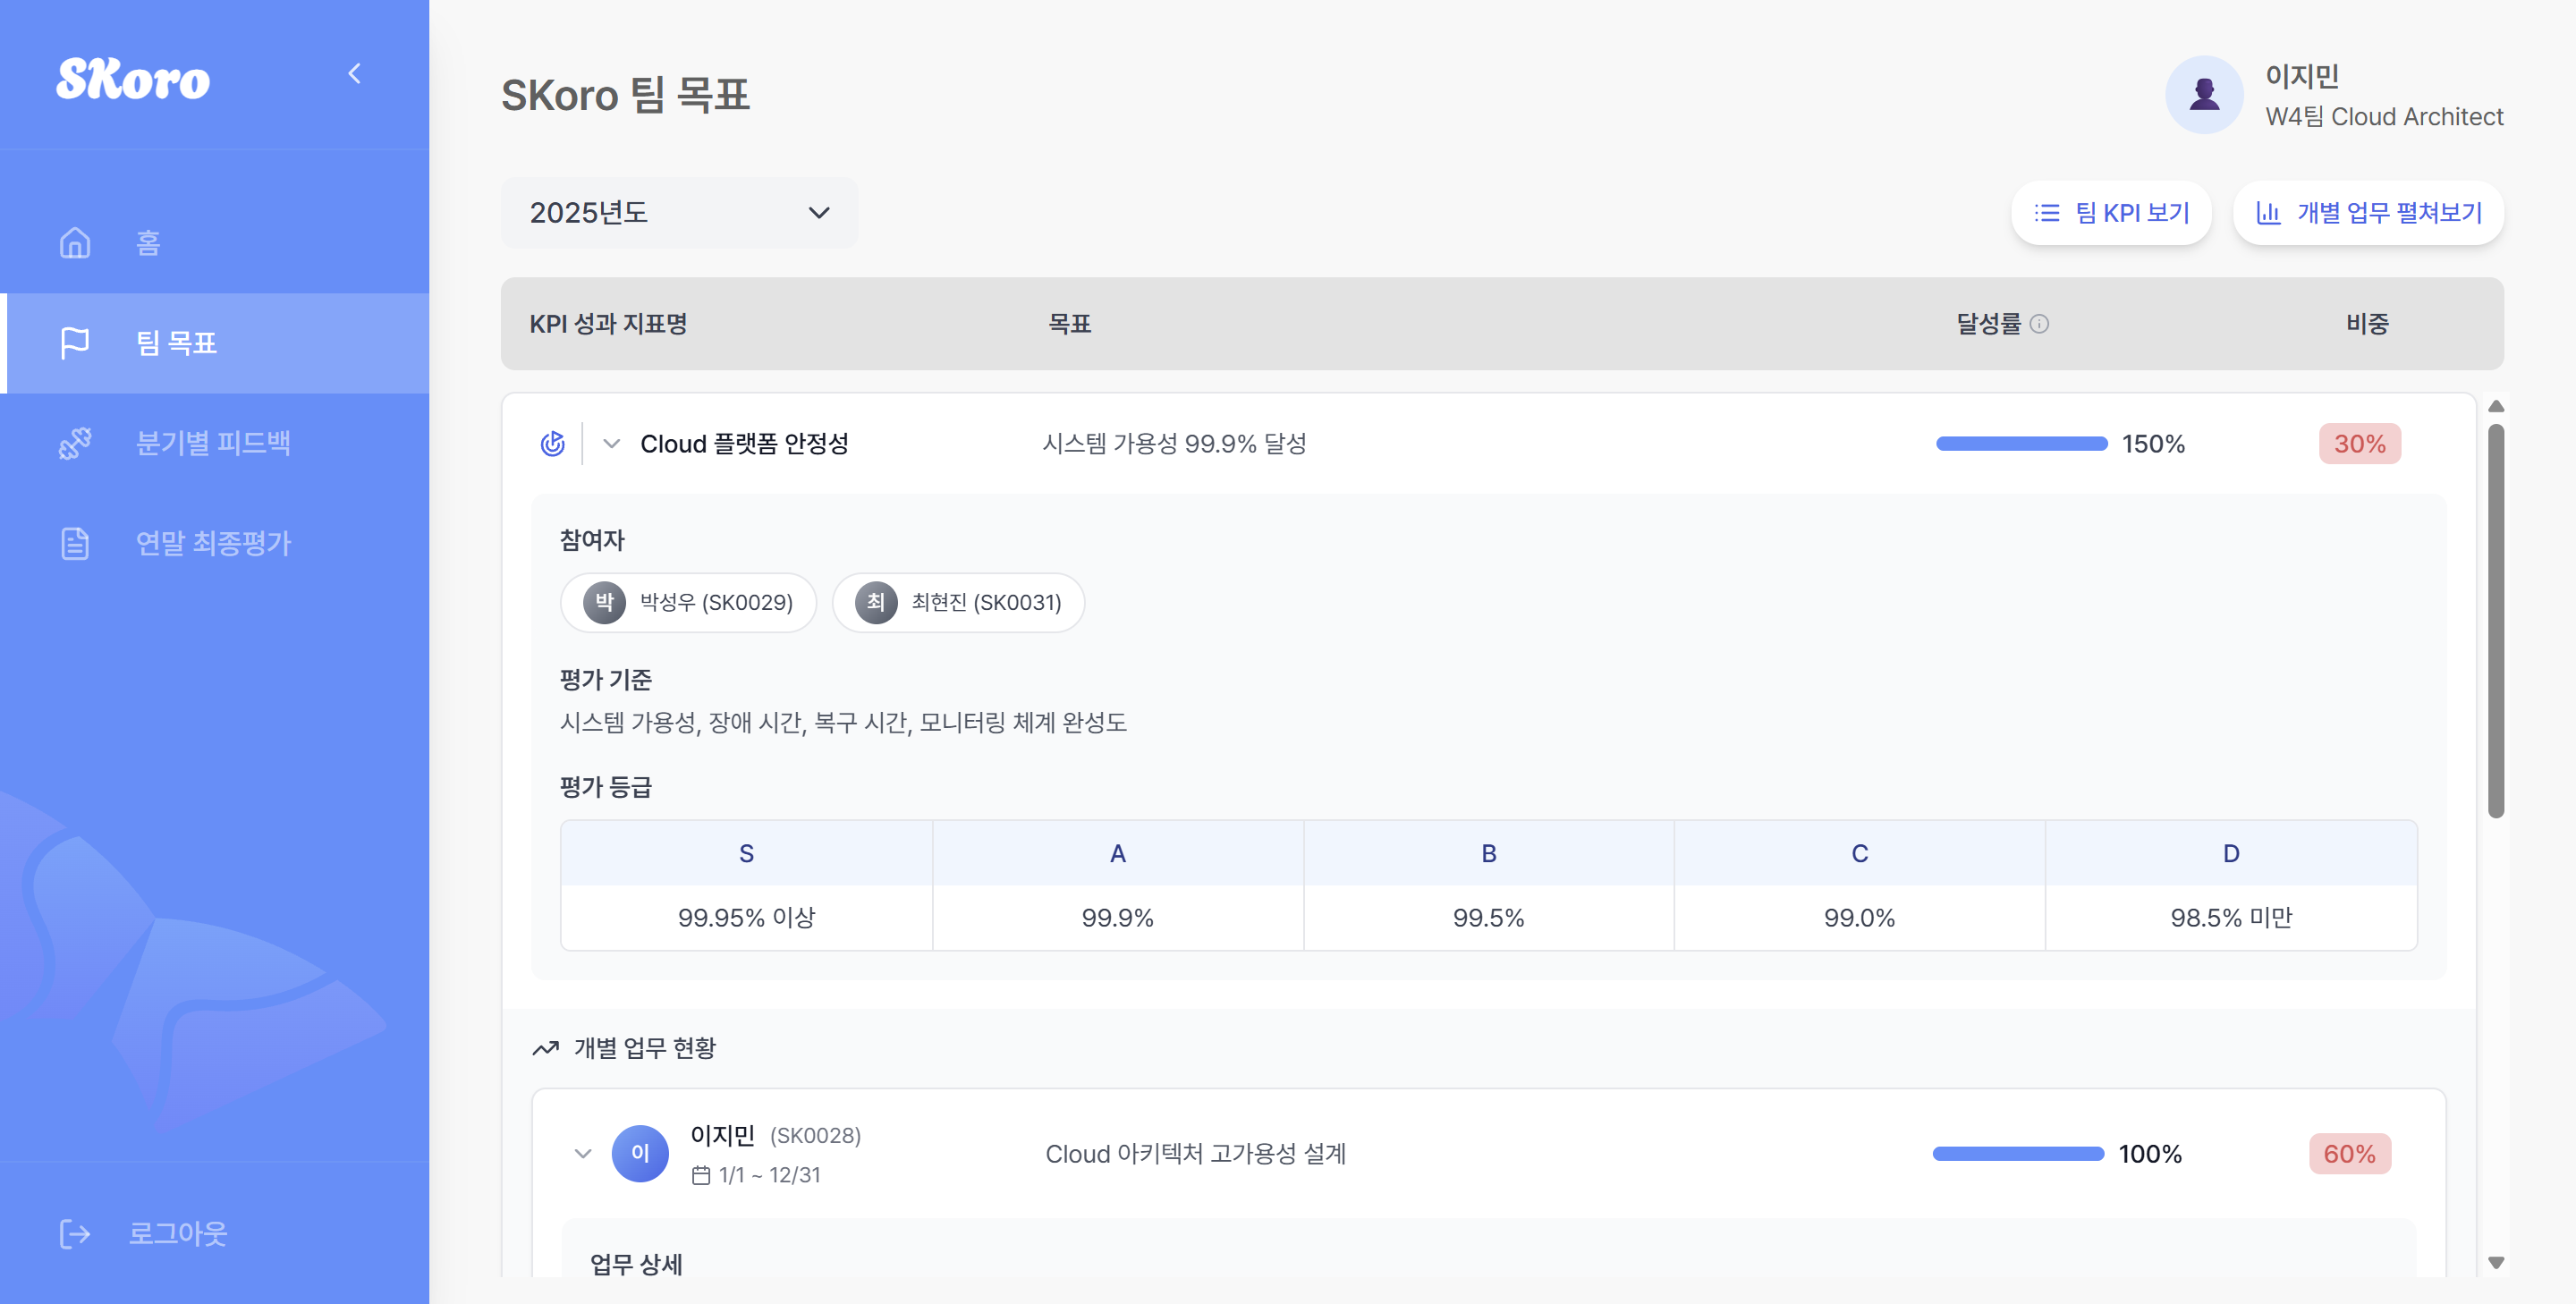 SKoro
홈
팀 목표
분기별 피드백
연말 최종평가
로그아웃
SKoro 팀 목표
이지민
W4팀 Cloud Architect
2025년도
팀 KPI 보기
개별 업무 펼쳐보기
KPI 성과 지표명 목표 달성률 비중
Cloud 플랫폼 안정성 시스템 가용성 99.9% 달성 150% 30%
참여자
박 박성우 (SK0029) 최 최현진 (SK0031)
평가 기준
시스템 가용성, 장애 시간, 복구 시간, 모니터링 체계 완성도
평가 등급
S A B C D
99.95% 이상 99.9% 99.5% 99.0% 98.5% 미만
개별 업무 현황
이 이지민 (SK0028) Cloud 아키텍처 고가용성 설계 100% 60%
1/1 ~ 12/31
업무 상세